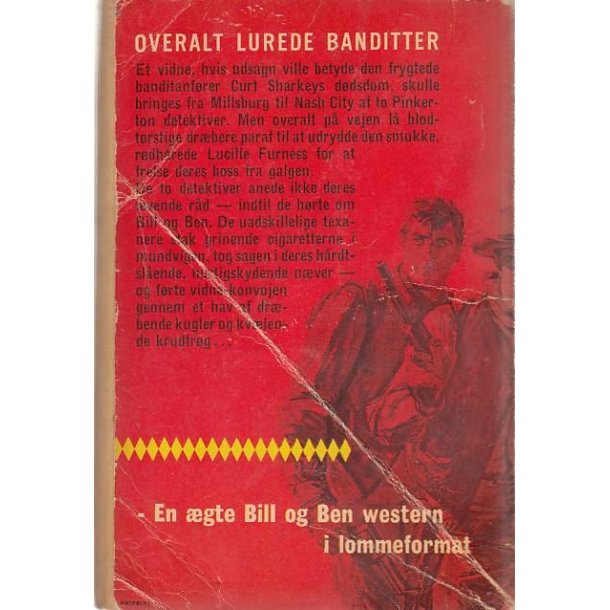 OVERALT LUREDE BANDITTER
Et vidne, hvis udsagn ville betyde den frygtede
banditanfører Curt Sharkeys dødsdom, skulle
bringes fra Millsburg til Nash City af to Pinker-
ton detektiver. Men overalt på vejen lå blod-
tørstige dræbere parat til at udrydde den smukke,
rødhårede Lucille Furness for at
frelse deres boss fra galgen.
De to detektiver anede ikke deres
levende råd — indtil de hørte om
Bill og Ben. De uadskillelige texa-
nere stak grinende cigaretterne i
mundvigen, tog sagen i deres hårdt-
slående, hurtigskydende næver —
og førte vidne-konvojen
gennem et hav af dræ-
bende kugler og kvælen-
de krudtrøg...
- En ægte Bill og Ben western
i lommeformat